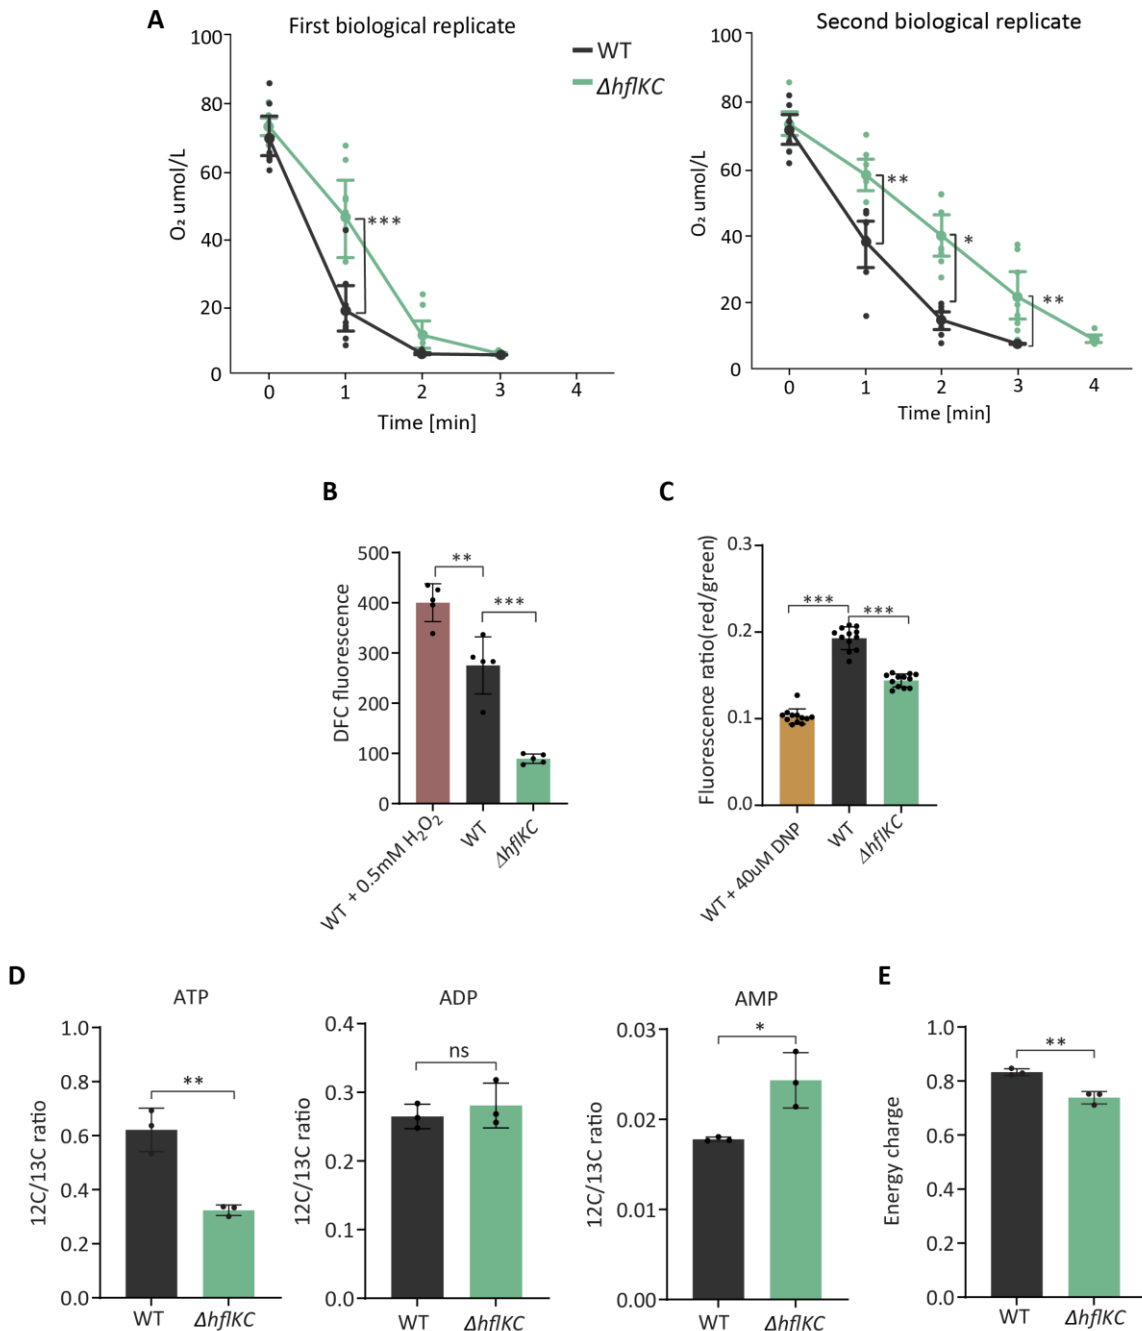 A
First biological replicate
WT
ΔhflKC
Second biological replicate
100
80
60
40
20
0
O₂ umol/L
***
0 1 2 3 4
Time [min]
100
80
60
40
20
0
O₂ umol/L
**
*
**
0 1 2 3 4
Time [min]
B
500
400
300
200
100
0
DFC fluorescence
**
***
WT + 0.5mM H₂O₂
WT
ΔhflKC
C
0.3
0.2
0.1
0.0
Fluorescence ratio(red/green)
***
***
WT + 40uM DNP
WT
ΔhflKC
D
ATP
1.0
0.8
0.6
0.4
0.2
0.0
12C/13C ratio
**
WT
ΔhflKC
ADP
0.4
0.3
0.2
0.1
0.0
12C/13C ratio
ns
WT
ΔhflKC
AMP
0.03
0.02
0.01
0.00
12C/13C ratio
*
WT
ΔhflKC
E
1.0
0.8
0.6
0.4
0.2
0.0
Energy charge
**
WT
ΔhflKC